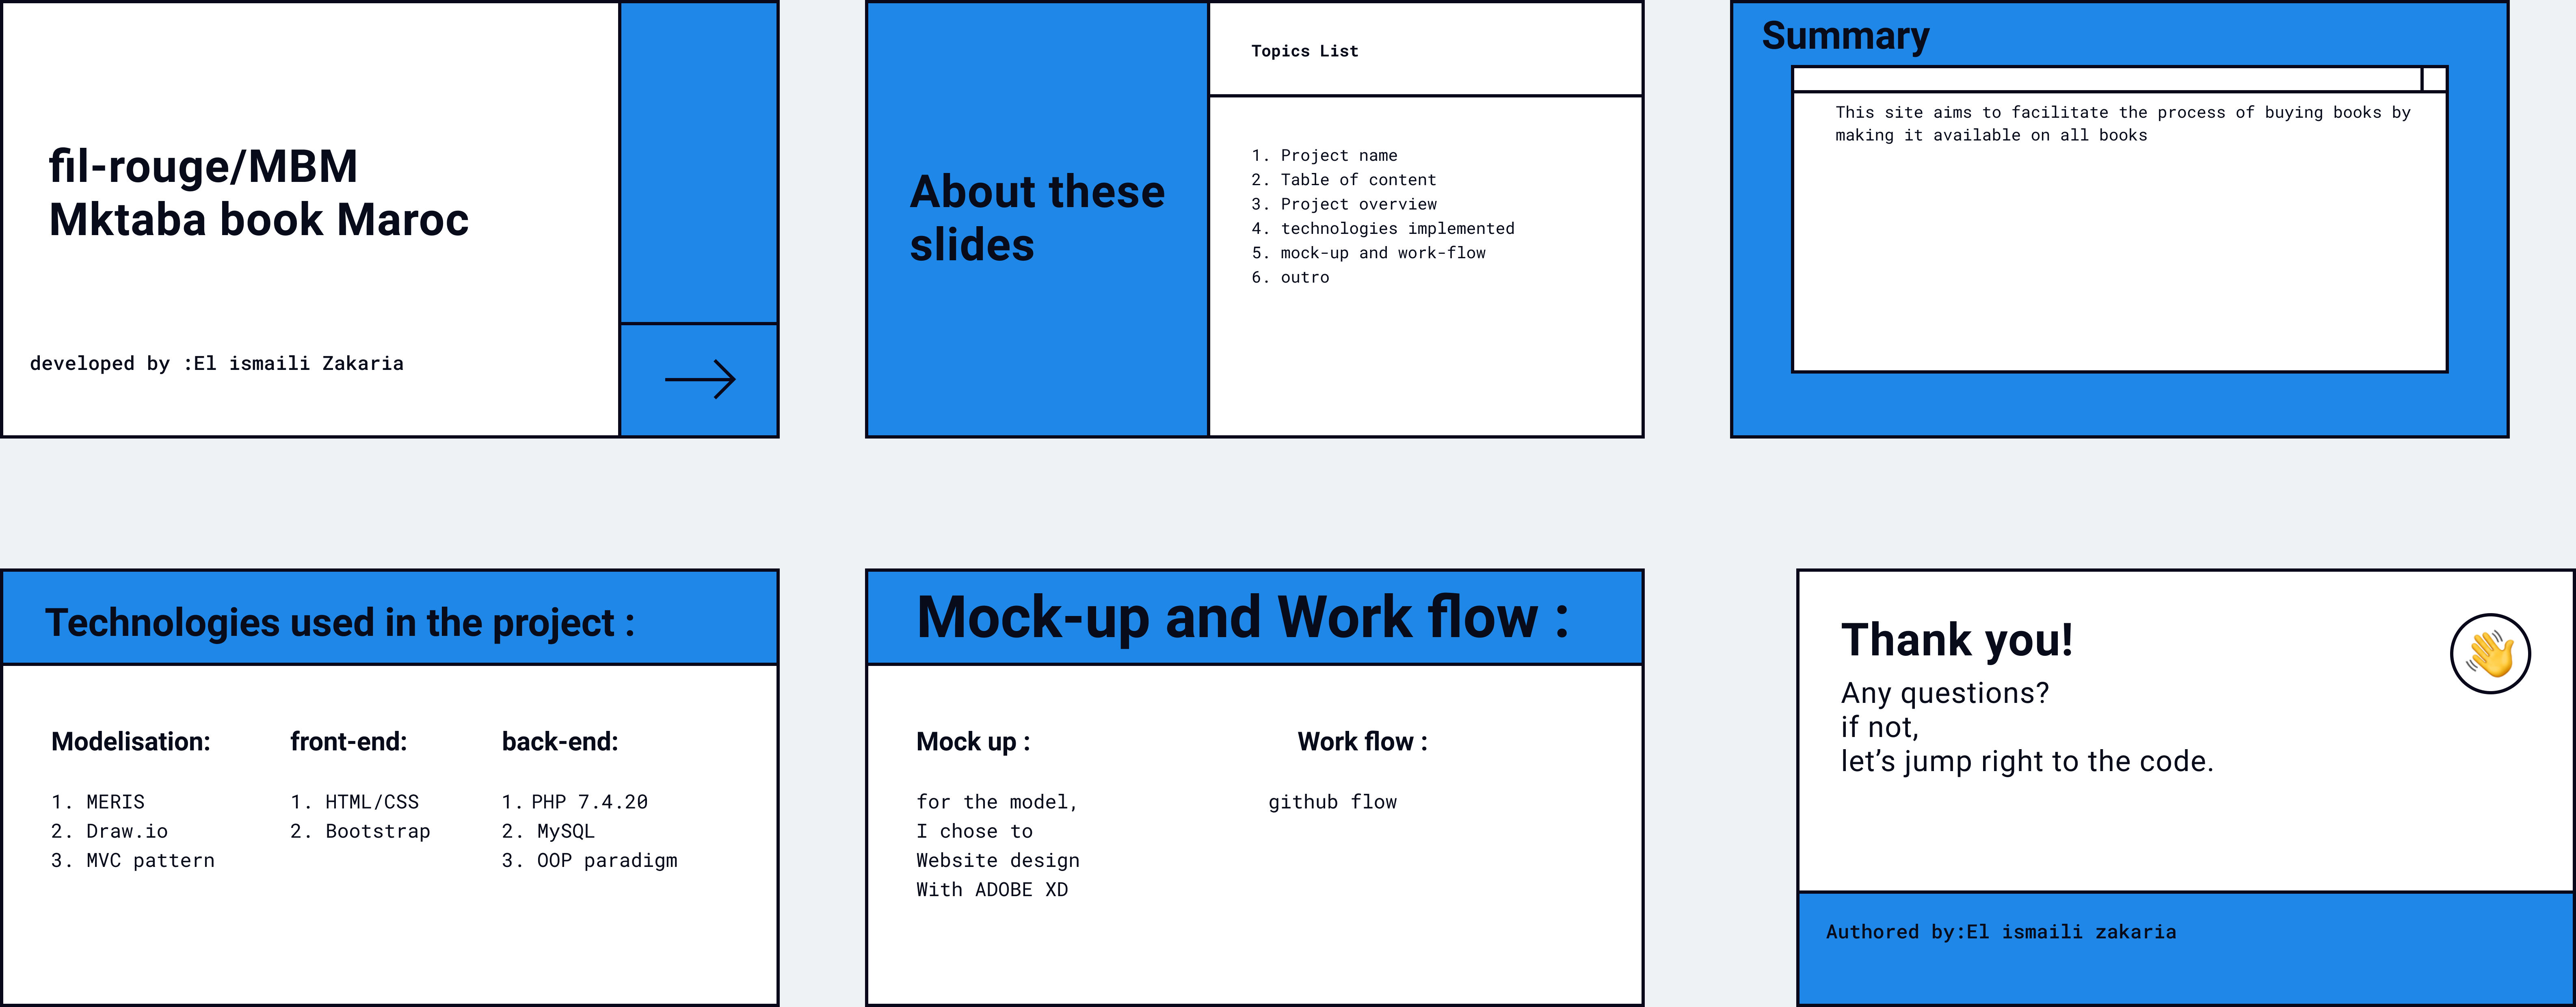 fil-rouge/MBM
Mktaba book Maroc
developed by :El ismaili Zakaria
About these
slides
Topics List
1. Project name
2. Table of content
3. Project overview
4. technologies implemented
5. mock-up and work-flow
6. outro
Summary
This site aims to facilitate the process of buying books by
making it available on all books
Technologies used in the project :
Modelisation:
1. MERIS
2. Draw.io
3. MVC pattern
front-end:
1. HTML/CSS
2. Bootstrap
back-end:
1. PHP 7.4.20
2. MySQL
3. OOP paradigm
Mock-up and Work flow :
Mock up :
for the model,
I chose to
Website design
With ADOBE XD
Work flow :
github flow
Thank you!
Any questions?
if not,
let’s jump right to the code.
Authored by:El ismaili zakaria